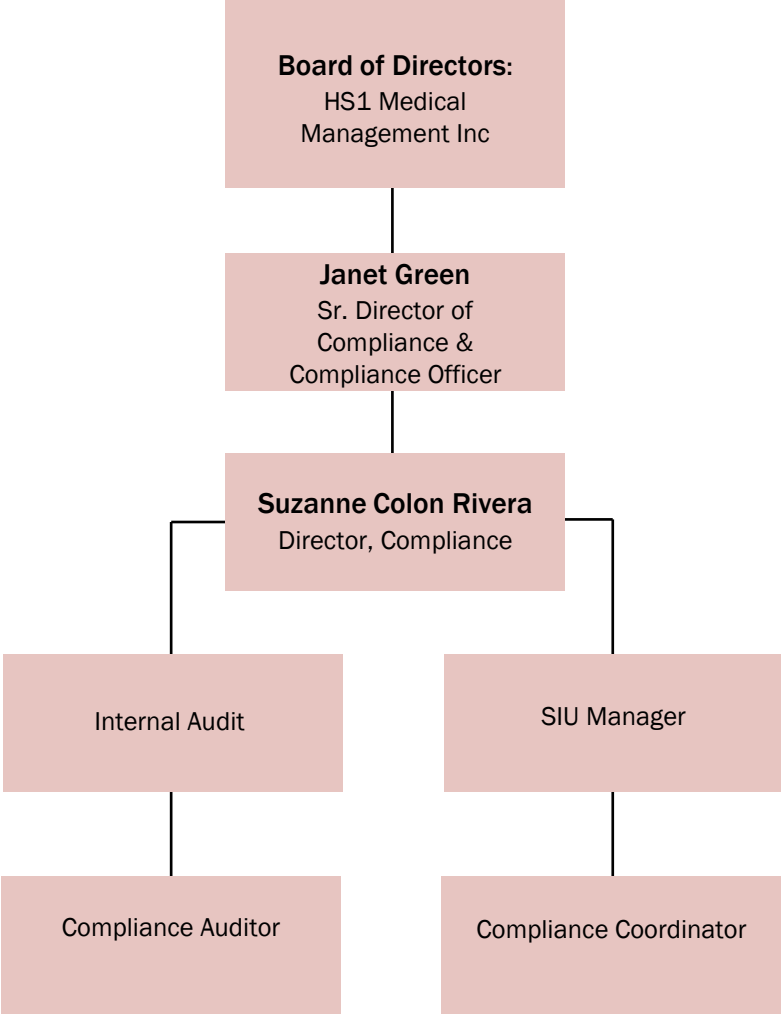 Board of Directors:
HS1 Medical
Management Inc
Janet Green
Sr. Director of
Compliance &
Compliance Officer
Suzanne Colon Rivera
Director, Compliance
Internal Audit
SIU Manager
Compliance Auditor
Compliance Coordinator